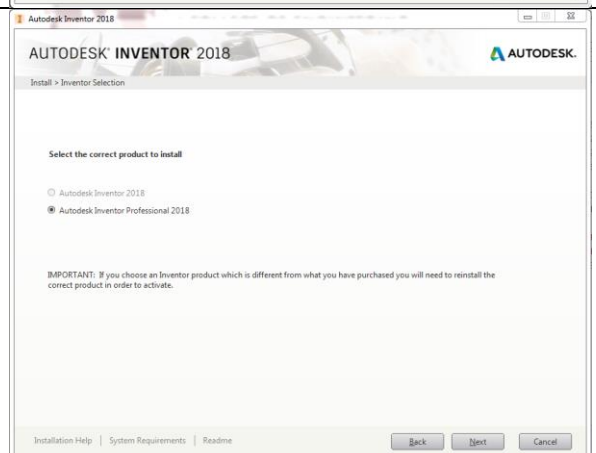 Autodesk Inventor 2018
AUTODESK® INVENTOR® 2018
AUTODESK.
Install > Inventor Selection
Select the correct product to install
Autodesk Inventor 2018
Autodesk Inventor Professional 2018
IMPORTANT: If you choose an Inventor product which is different from what you have purchased you will need to reinstall the
correct product in order to activate.
Installation Help | System Requirements | Readme
Back Next Cancel